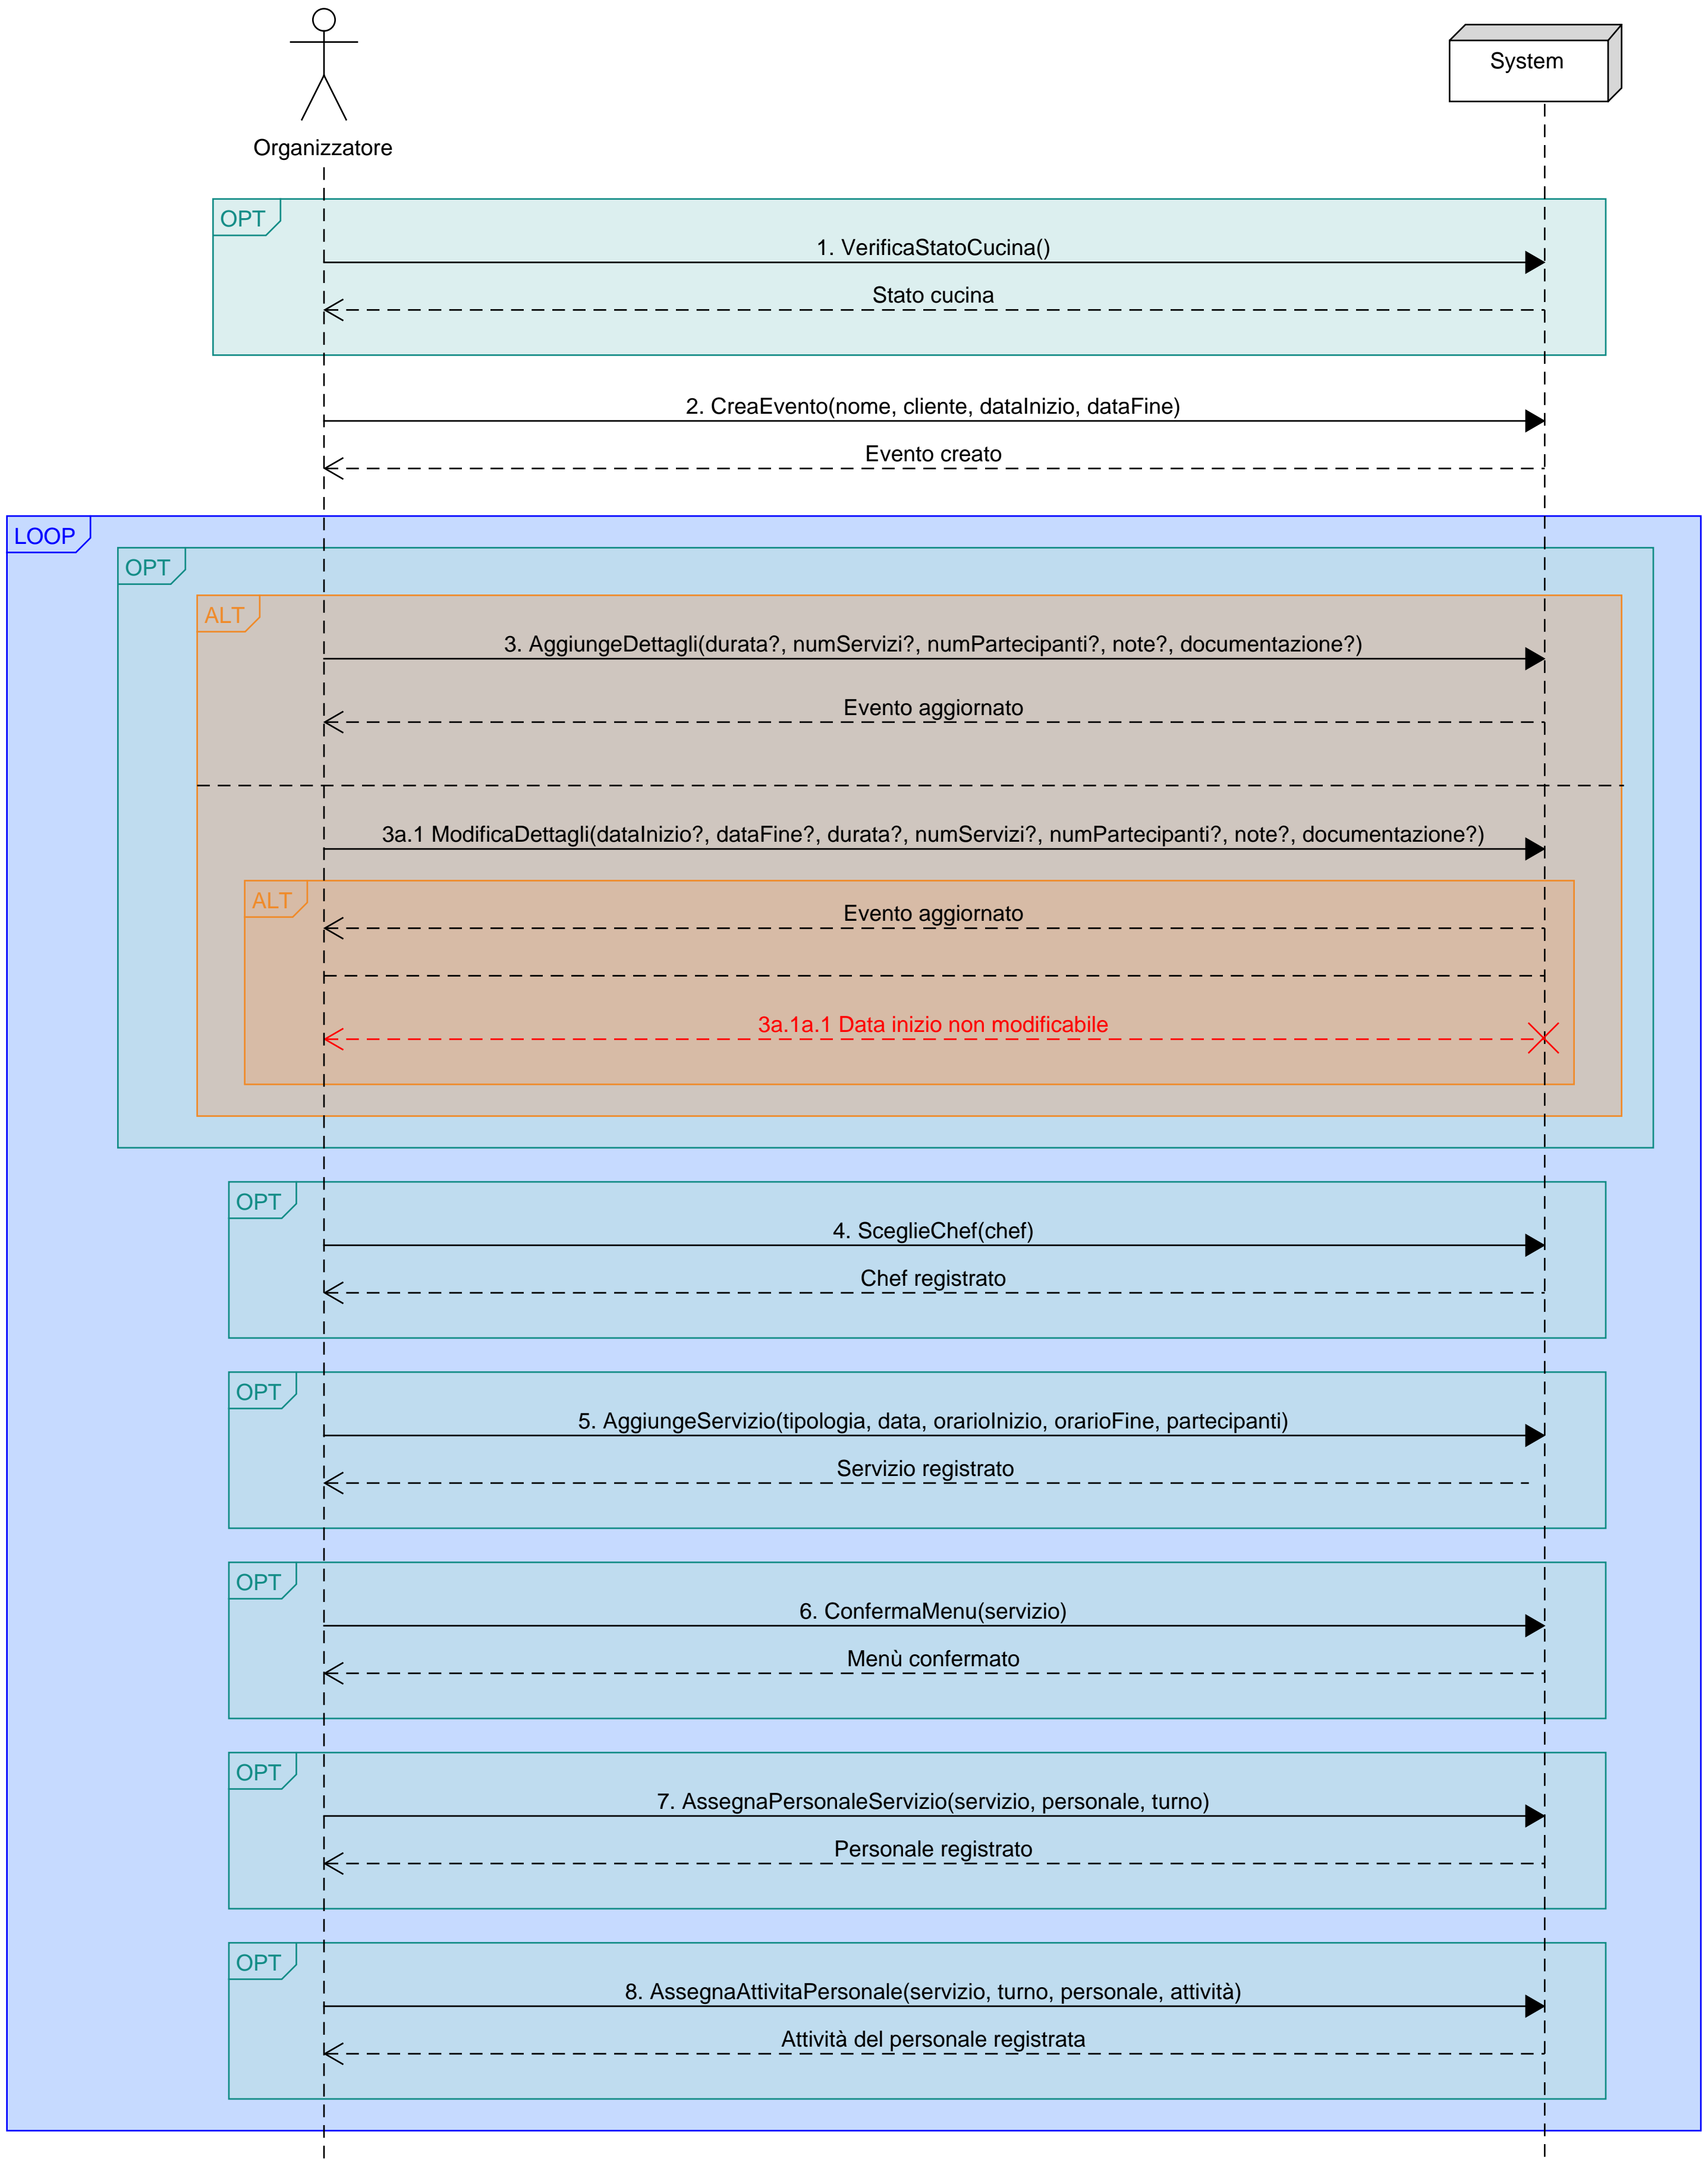 System
Organizzatore
OPT
1. VerificaStatoCucina()
Stato cucina
2. CreaEvento(nome, cliente, dataInizio, dataFine)
Evento creato
LOOP
OPT
ALT
3. AggiungeDettagli(durata?, numServizi?, numPartecipanti?, note?, documentazione?)
Evento aggiornato
3a.1 ModificaDettagli(dataInizio?, dataFine?, durata?, numServizi?, numPartecipanti?, note?, documentazione?)
ALT
Evento aggiornato
3a.1a.1 Data inizio non modificabile
OPT
4. SceglieChef(chef)
Chef registrato
OPT
5. AggiungeServizio(tipologia, data, orarioInizio, orarioFine, partecipanti)
Servizio registrato
OPT
6. ConfermaMenu(servizio)
Menù confermato
OPT
7. AssegnaPersonaleServizio(servizio, personale, turno)
Personale registrato
OPT
8. AssegnaAttivitaPersonale(servizio, turno, personale, attività)
Attività del personale registrata